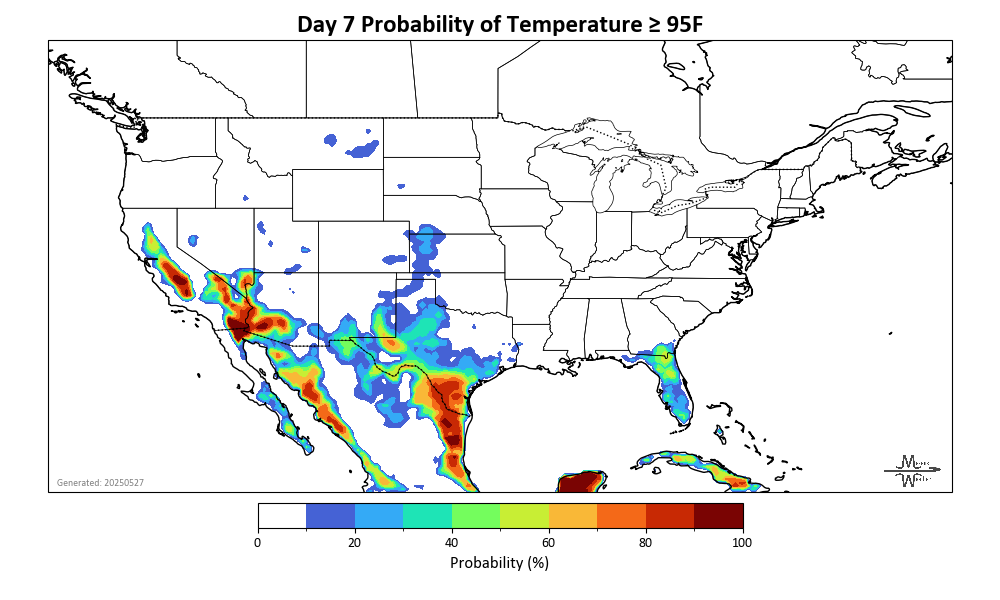 Day 7 Probability of Temperature ≥ 95F
Generated: 20250527
0 20 40 60 80 100
Probability (%)